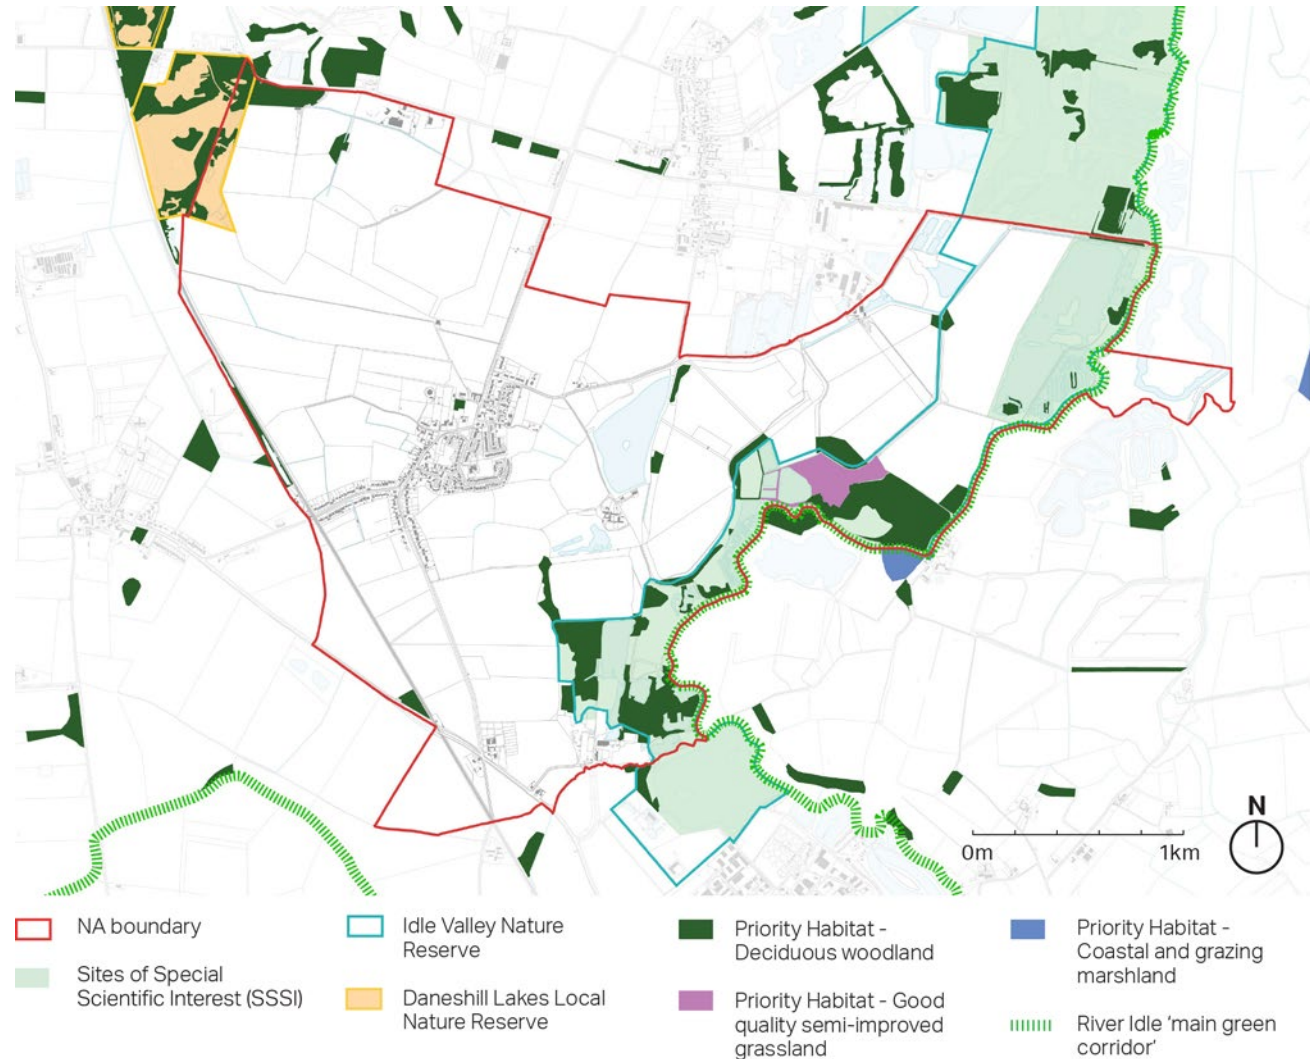 N
0m 1km
NA boundary
Sites of Special
Scientific Interest (SSSI)
Idle Valley Nature
Reserve
Daneshill Lakes Local
Nature Reserve
Priority Habitat -
Deciduous woodland
Priority Habitat - Good
quality semi-improved
grassland
Priority Habitat -
Coastal and grazing
marshland
River Idle ‘main green
corridor’